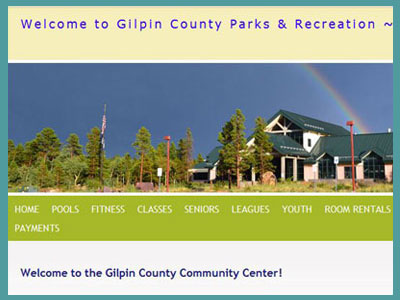 Welcome to Gilpin County Parks & Recreation ~
HOME POOLS FITNESS CLASSES SENIORS LEAGUES YOUTH ROOM RENTALS
PAYMENTS
Welcome to the Gilpin County Community Center!